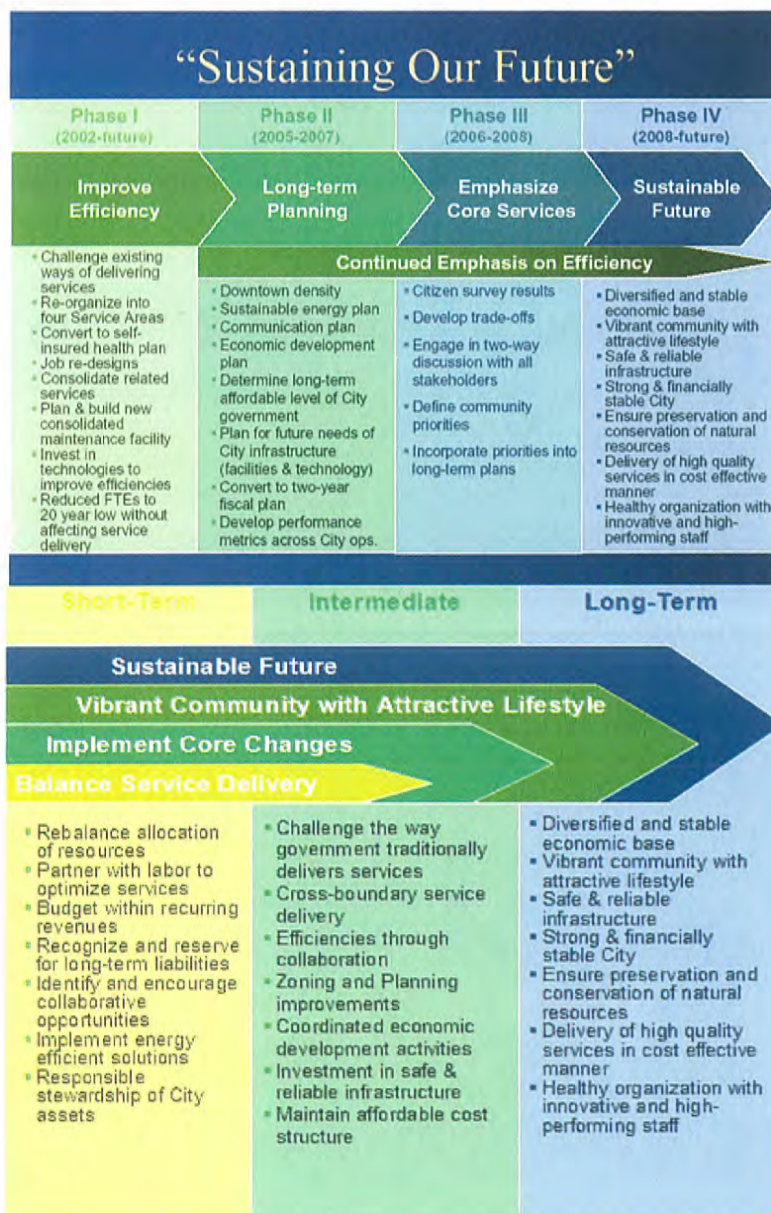 “Sustaining Our Future”
Phase I
(2002-future)
Phase II
(2005-2007)
Phase III
(2006-2008)
Phase IV
(2008-future)
Improve
Efficiency
Long-term
Planning
Emphasize
Core Services
Sustainable
Future
Continued Emphasis on Efficiency
▪ Challenge existing
ways of delivering
services
▪ Re-organize into
four Service Areas
▪ Convert to self-
insured health plan
▪ Job re-designs
▪ Consolidate related
services
▪ Plan & build new
consolidated
maintenance facility
▪ Invest in
technologies to
improve efficiencies
▪ Reduced FTEs to
20 year low without
affecting service
delivery
▪ Downtown density
▪ Sustainable energy plan
▪ Communication plan
▪ Economic development
plan
▪ Determine long-term
affordable level of City
government
▪ Plan for future needs of
City infrastructure
(facilities & technology)
▪ Convert to two-year
fiscal plan
▪ Develop performance
metrics across City ops.
▪ Citizen survey results
▪ Develop trade-offs
▪ Engage in two-way
discussion with all
stakeholders
▪ Define community
priorities
▪ Incorporate priorities into
long-term plans
▪ Diversified and stable
economic base
▪ Vibrant community with
attractive lifestyle
▪ Safe & reliable
infrastructure
▪ Strong & financially
stable City
▪ Ensure preservation and
conservation of natural
resources
▪ Delivery of high quality
services in cost effective
manner
▪ Healthy organization with
innovative and high-
performing staff
Short-Term
Intermediate
Long-Term
Sustainable Future
Vibrant Community with Attractive Lifestyle
Implement Core Changes
Balance Service Delivery
▪ Rebalance allocation
of resources
▪ Partner with labor to
optimize services
▪ Budget within recurring
revenues
▪ Recognize and reserve
for long-term liabilities
▪ Identify and encourage
collaborative
opportunities
▪ Implement energy
efficient solutions
▪ Responsible
stewardship of City
assets
▪ Challenge the way
government traditionally
delivers services
▪ Cross-boundary service
delivery
▪ Efficiencies through
collaboration
▪ Zoning and Planning
improvements
▪ Coordinated economic
development activities
▪ Investment in safe &
reliable infrastructure
▪ Maintain affordable cost
structure
▪ Diversified and stable
economic base
▪ Vibrant community with
attractive lifestyle
▪ Safe & reliable
infrastructure
▪ Strong & financially
stable City
▪ Ensure preservation and
conservation of natural
resources
▪ Delivery of high quality
services in cost effective
manner
▪ Healthy organization with
innovative and high-
performing staff